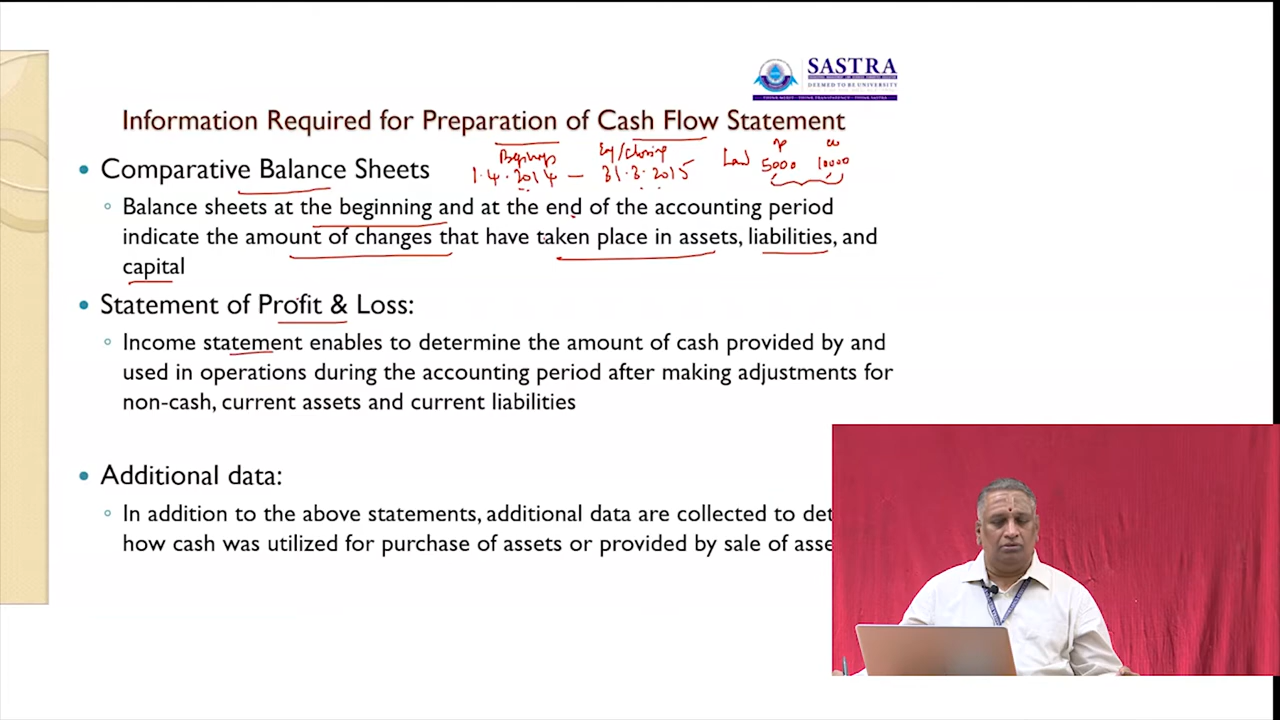 SASTRA
DEEMED TO BE UNIVERSITY
THINK MERIT · THINK TRANSPARENCY · THINK SASTRA
Information Required for Preparation of Cash Flow Statement
Comparative Balance Sheets
1.4.2014 — 31.3.2015
Land 5000 10000
Balance sheets at the beginning and at the end of the accounting period
indicate the amount of changes that have taken place in assets, liabilities, and
capital
Statement of Profit & Loss:
Income statement enables to determine the amount of cash provided by and
used in operations during the accounting period after making adjustments for
non-cash, current assets and current liabilities
Additional data:
In addition to the above statements, additional data are collected to det
how cash was utilized for purchase of assets or provided by sale of asse